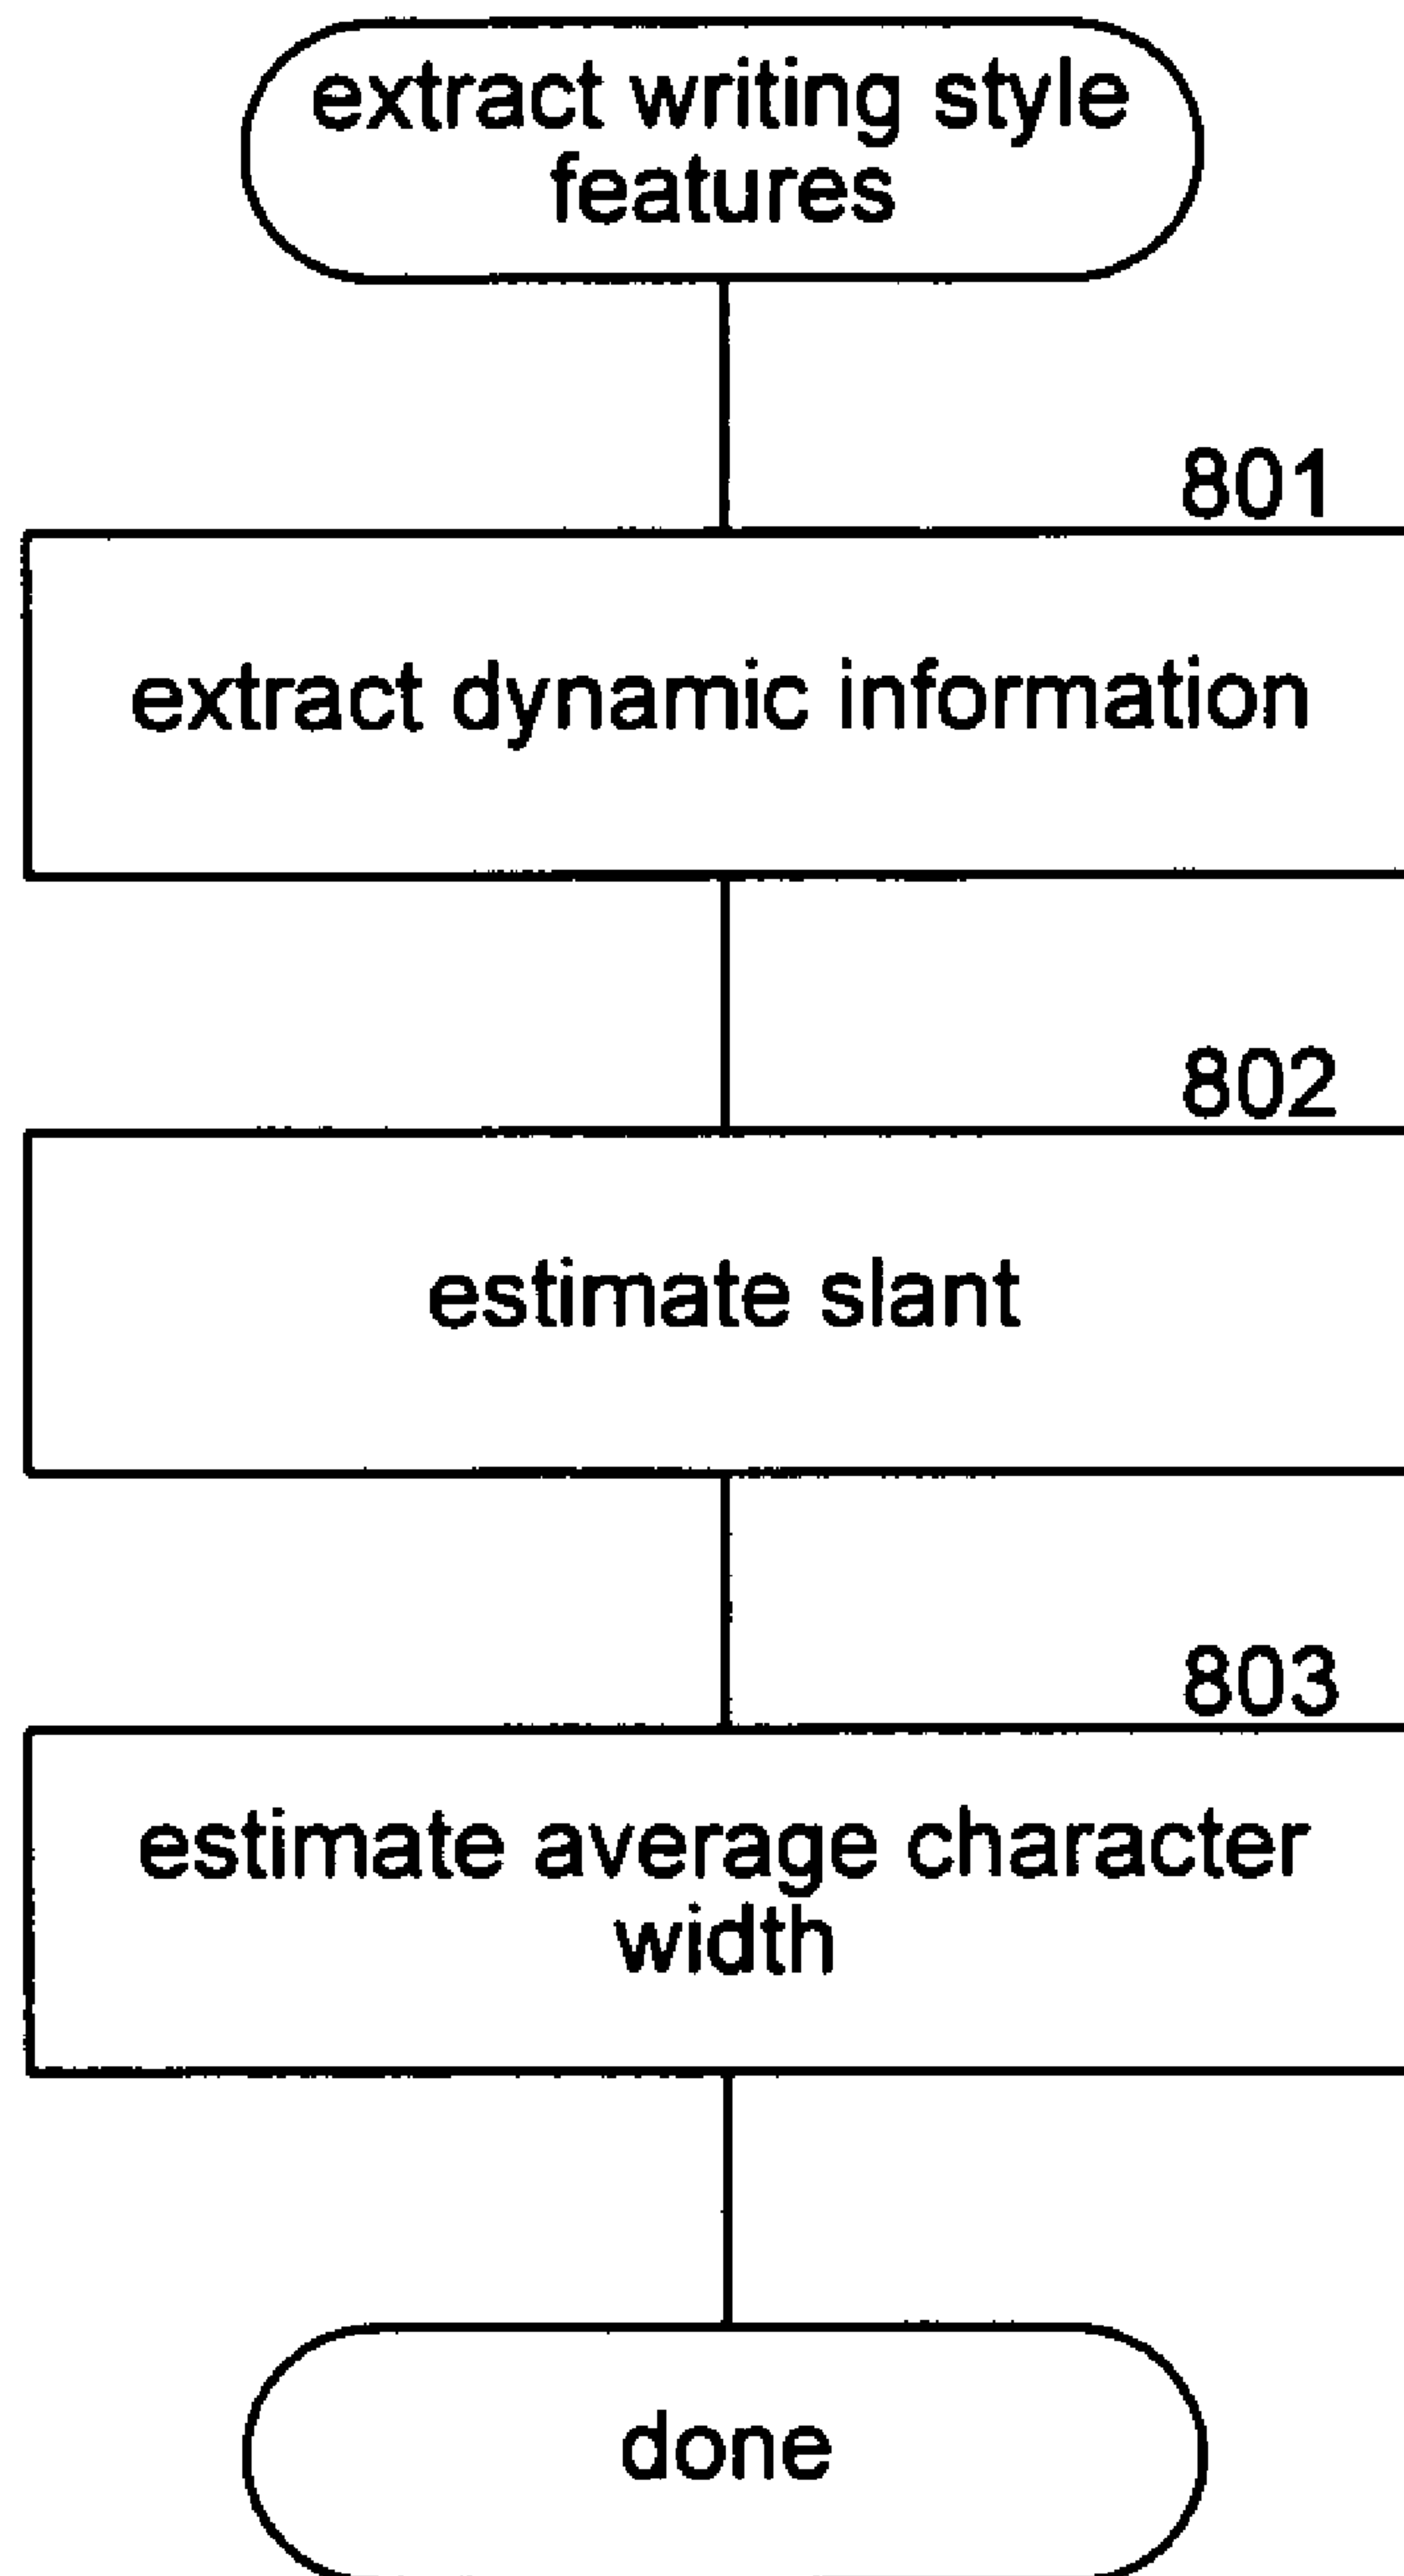 extract writing style
features
801
extract dynamic information
802
estimate slant
803
estimate average character
width
done